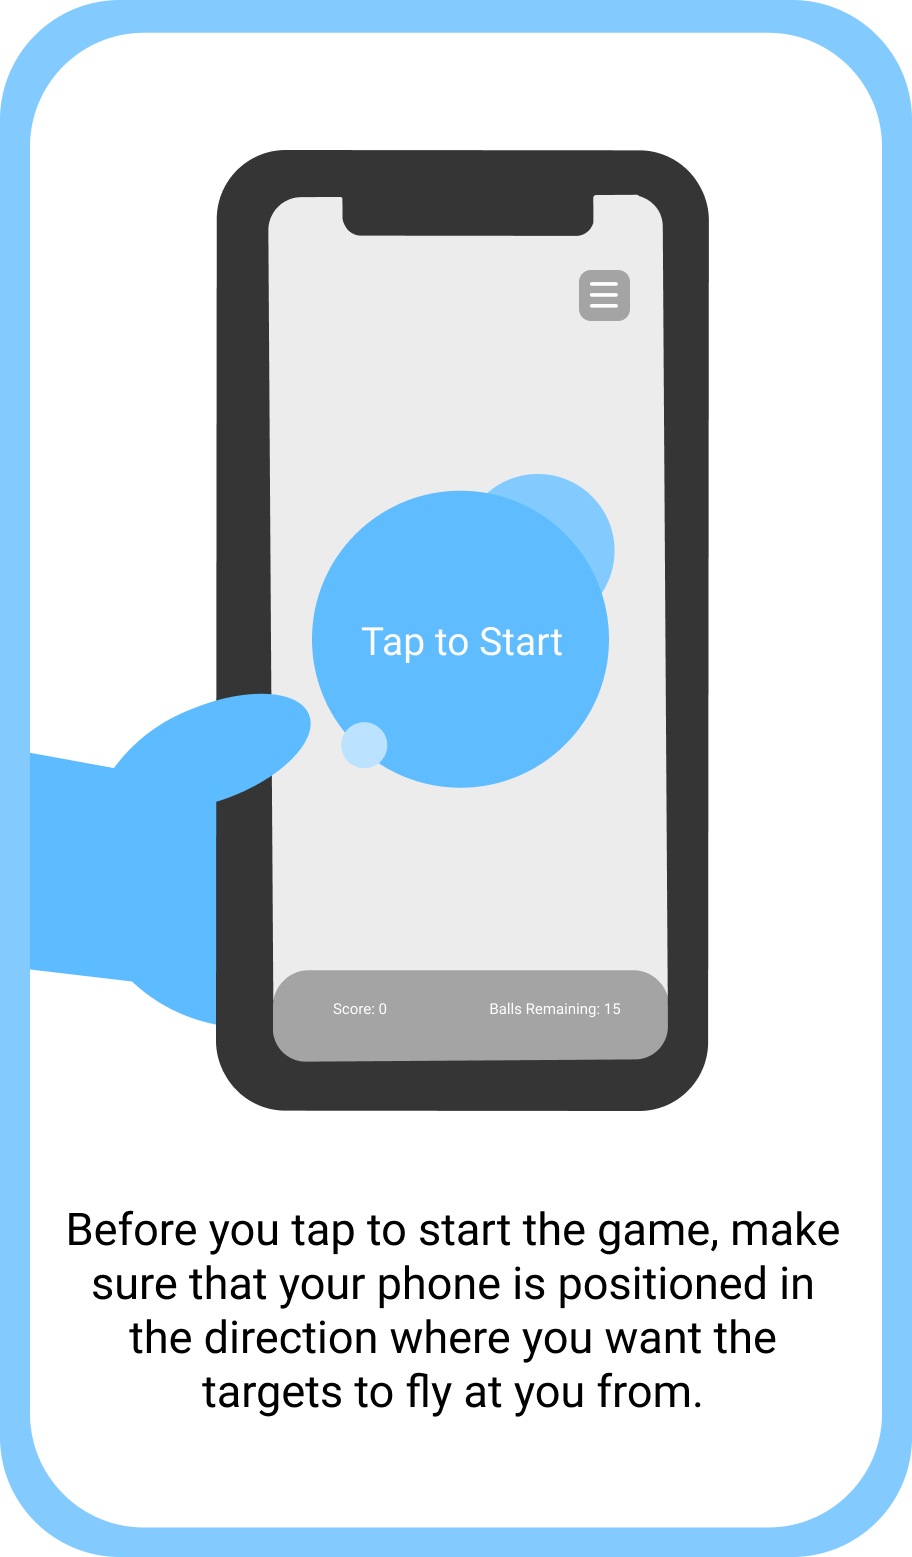 Tap to Start
Score: 0 Balls Remaining: 15
Before you tap to start the game, make
sure that your phone is positioned in
the direction where you want the
targets to fly at you from.